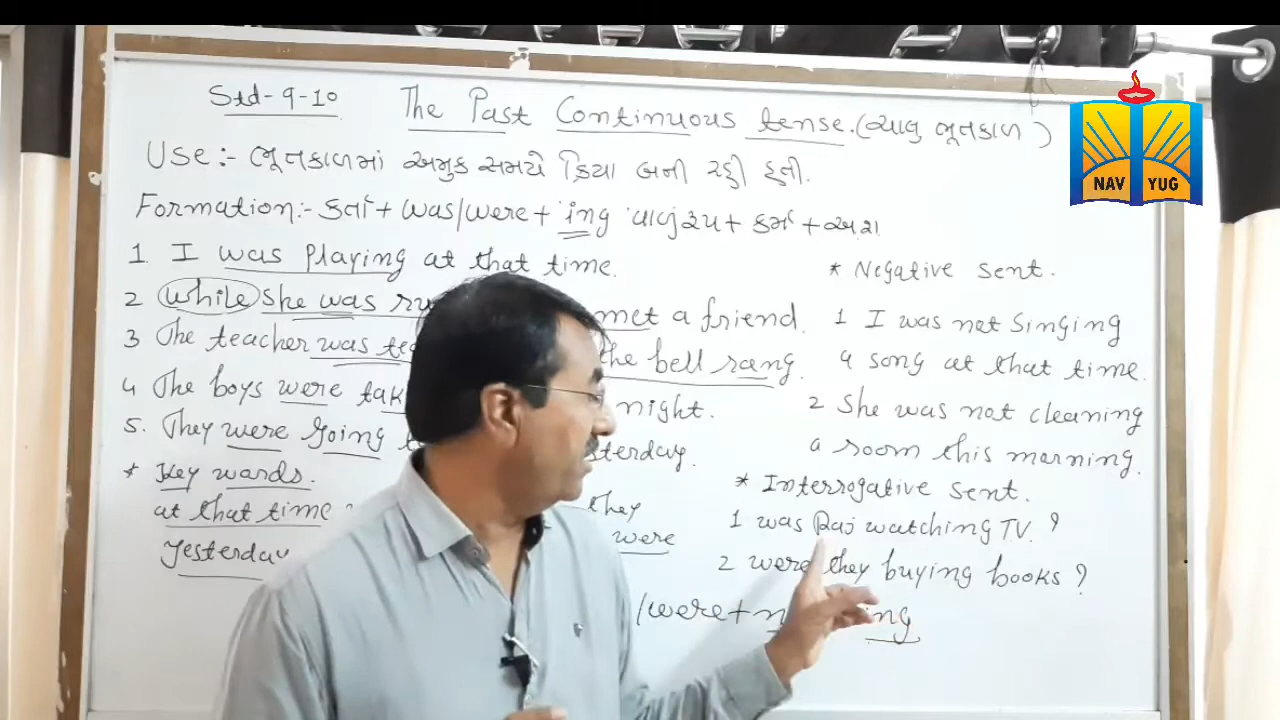 Std-9-10 The Past Continuous tense. (ચાલુ ભૂતકાળ)
Use:- ભૂતકાળમાં અમુક સમયે ક્રિયા બની રહી હતી.
Formation:- કર્તા + was/were + ing વાળું રૂપ + કર્મ +
1. I was playing at that time.
2 while she was met a friend.
3 The teacher was the bell rang.
4 The boys were night.
5. They were going
* Key words.
at that time they
Yesterday were
/were + ing
* Negative sent.
1 I was not singing
a song at that time.
2 She was not cleaning
a room this morning.
* Interrogative sent.
1 was Raj watching TV. ?
2 were they buying books ?
NAV YUG